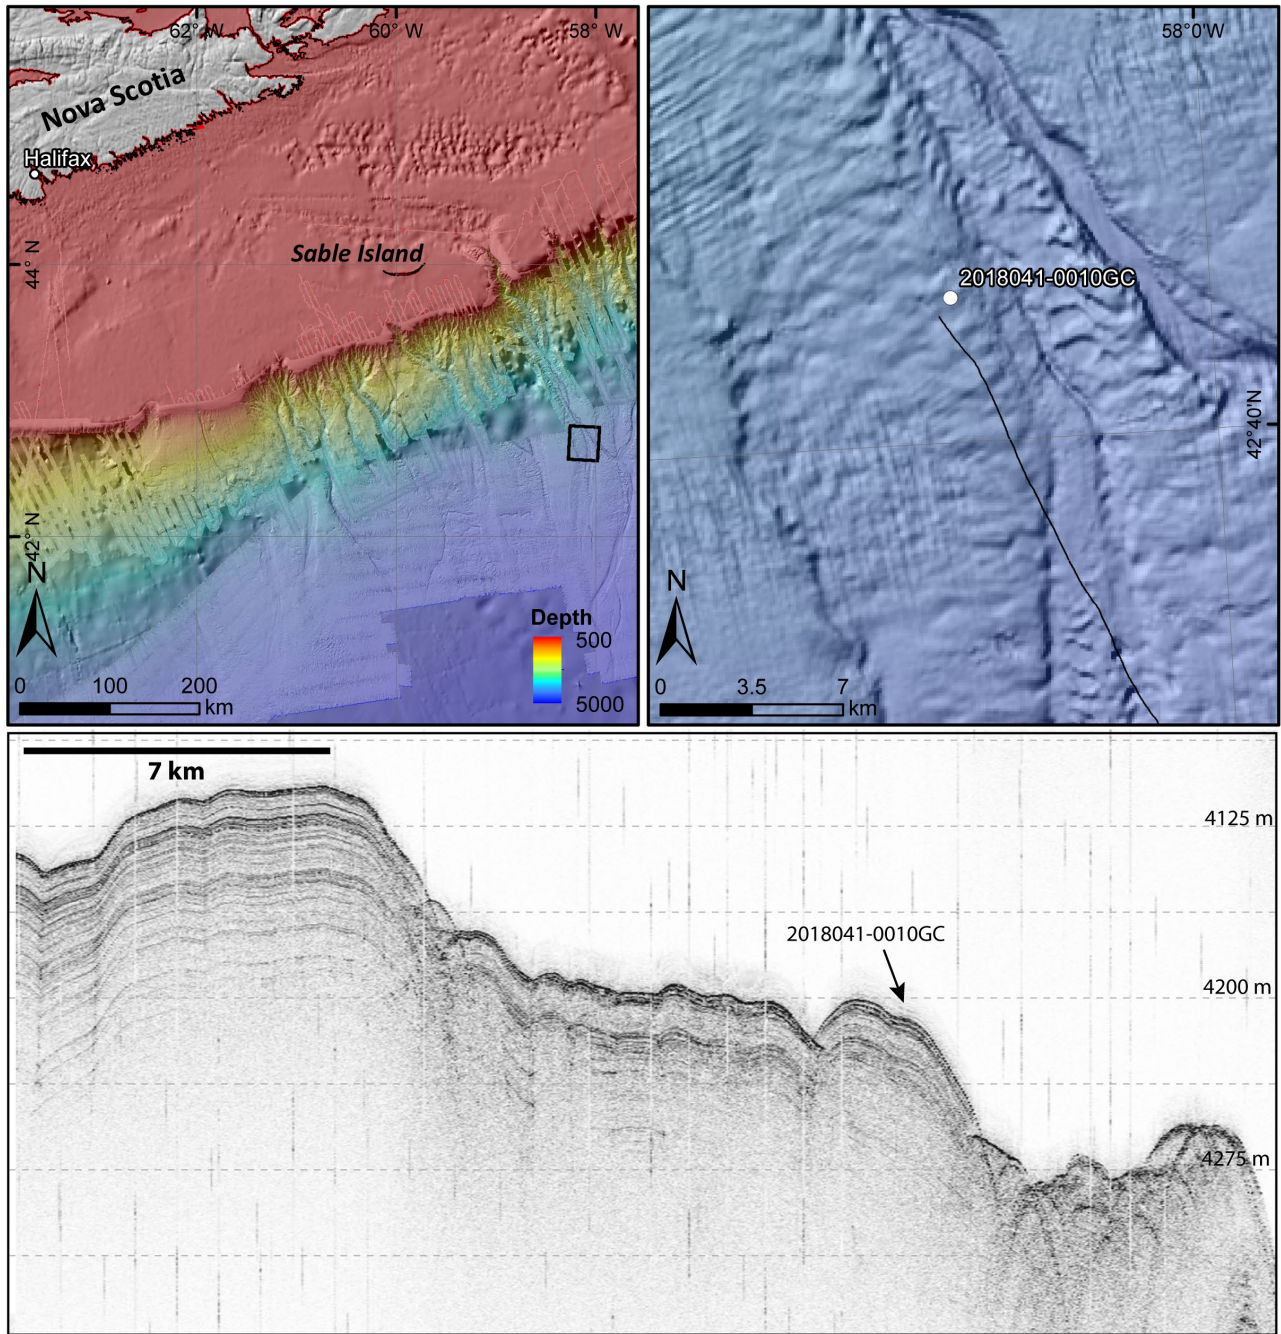 62° W
60° W
58° W
Nova Scotia
Halifax
Sable Island
44° N
42° N
N
Depth
500
5000
0 100 200
km
58°0'W
2018041-0010GC
42°40'N
N
0 3.5 7
km
7 km
4125 m
2018041-0010GC
4200 m
4275 m